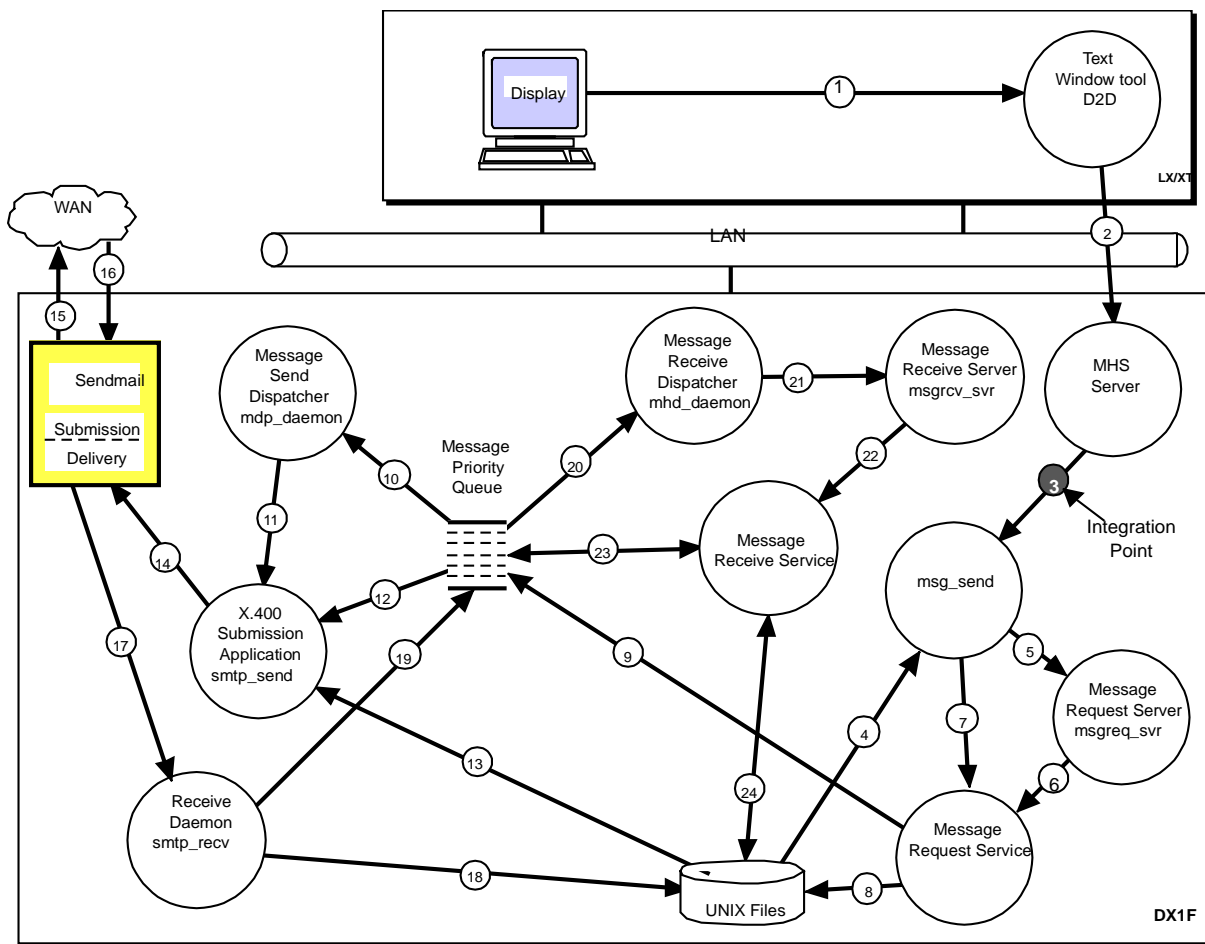 Display
1
Text
Window tool
D2D
LX/XT
WAN
LAN
2
16
15
Sendmail
Submission
Delivery
Message
Send
Dispatcher
mdp_daemon
Message
Receive
Dispatcher
mhd_daemon
21
Message
Receive Server
msgrcv_svr
MHS
Server
Message
Priority
Queue
10
20
22
3
Integration
Point
11
14
12
23
Message
Receive Service
msg_send
X.400
Submission
Application
smtp_send
17
19
9
5
Message
Request Server
msgreq_svr
7
4
13
24
6
Receive
Daemon
smtp_recv
Message
Request Service
18
8
UNIX Files
DX1F